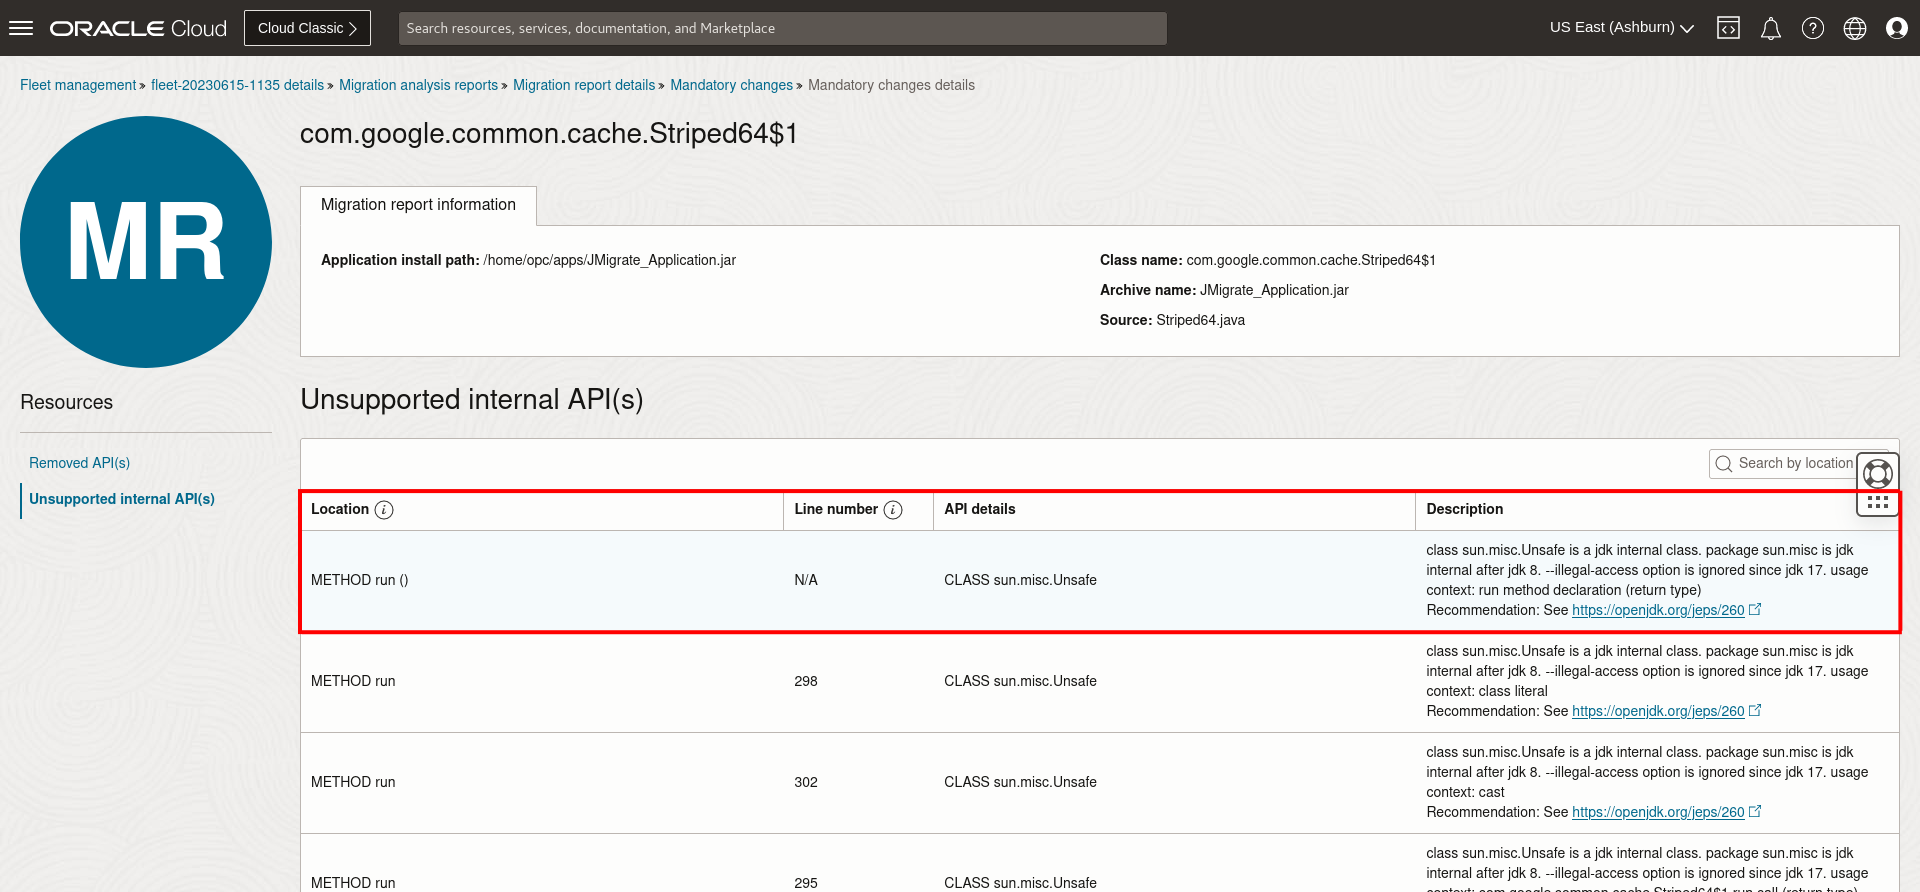 ORACLE Cloud
Cloud Classic
Search resources, services, documentation, and Marketplace
US East (Ashburn)
Fleet management » fleet-20230615-1135 details » Migration analysis reports » Migration report details » Mandatory changes » Mandatory changes details
MR
com.google.common.cache.Striped64$1
Migration report information
Application install path: /home/opc/apps/JMigrate_Application.jar
Class name: com.google.common.cache.Striped64$1
Archive name: JMigrate_Application.jar
Source: Striped64.java
Resources
Removed API(s)
Unsupported internal API(s)
Unsupported internal API(s)
Search by location
Location Line number API details Description
METHOD run () N/A CLASS sun.misc.Unsafe
class sun.misc.Unsafe is a jdk internal class. package sun.misc is jdk
internal after jdk 8. --illegal-access option is ignored since jdk 17. usage
context: run method declaration (return type)
Recommendation: See https://openjdk.org/jeps/260
METHOD run 298 CLASS sun.misc.Unsafe
class sun.misc.Unsafe is a jdk internal class. package sun.misc is jdk
internal after jdk 8. --illegal-access option is ignored since jdk 17. usage
context: class literal
Recommendation: See https://openjdk.org/jeps/260
METHOD run 302 CLASS sun.misc.Unsafe
class sun.misc.Unsafe is a jdk internal class. package sun.misc is jdk
internal after jdk 8. --illegal-access option is ignored since jdk 17. usage
context: cast
Recommendation: See https://openjdk.org/jeps/260
METHOD run 295 CLASS sun.misc.Unsafe
class sun.misc.Unsafe is a jdk internal class. package sun.misc is jdk
internal after jdk 8. --illegal-access option is ignored since jdk 17. usage
context: com.google.common.cache.Striped64$1.run call (return type)